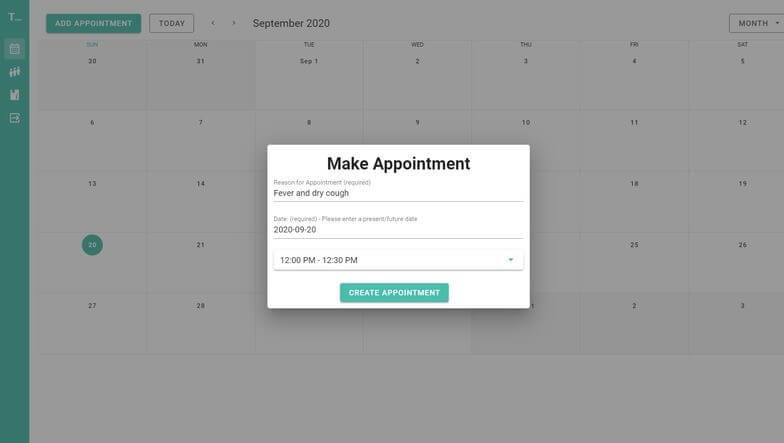 T...
ADD APPOINTMENT
TODAY
September 2020
MONTH
SUN MON TUE WED THU FRI SAT
30 31 Sep 1 2 3 4 5
6 7 8 9 10 11 12
13 14 18 19
20 21 25 26
27 28 1 2 3
Make Appointment
Reason for Appointment (required)
Fever and dry cough
Date: (required) - Please enter a present/future date
2020-09-20
12:00 PM - 12:30 PM
CREATE APPOINTMENT